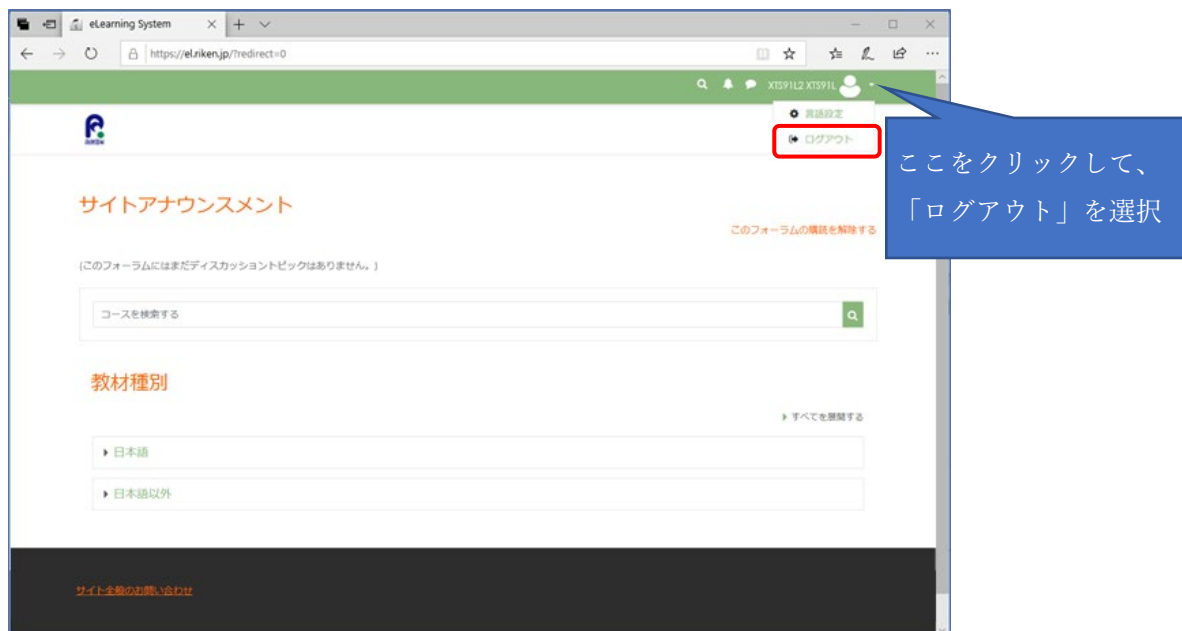 eLearning System
https://el.riken.jp/?redirect=0
XTS91L2 XTS91L
言語設定
ログアウト
ここをクリックして、
「ログアウト」を選択
サイトアナウンスメント
このフォーラムの購読を解除する
(このフォーラムにはまだディスカッショントピックはありません。)
コースを検索する
教材種別
すべてを展開する
日本語
日本語以外
サイト全般のお問い合わせ